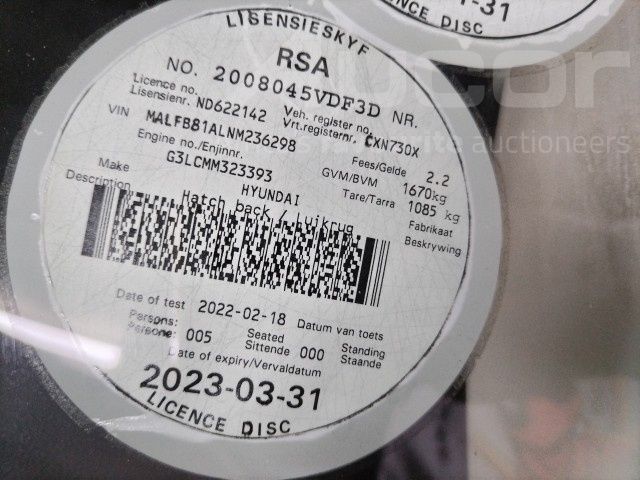 -31
LICENCE DISC
LISENSIESKYF
RSA
NO. 2008045VDF3D NR.
Licence no. Veh. register no.
Lisensienr. ND622142 Vrt.registernr. CXN730X
VIN MALFB81ALNM236298 Fees/Gelde 2.2
Engine no./Enjinnr. GVM/BVM 1670kg
G3LCMM323393 Tare/Tarra 1085 kg
Make HYUNDAI Fabrikaat
Description Hatch back / Luikrug Beskrywing
Date of test 2022-02-18 Datum van toets
Persons: Seated Standing
Persone: 005 Sittende 000 Staande
Date of expiry/Vervaldatum
2023-03-31
LICENCE DISC
auctioneers